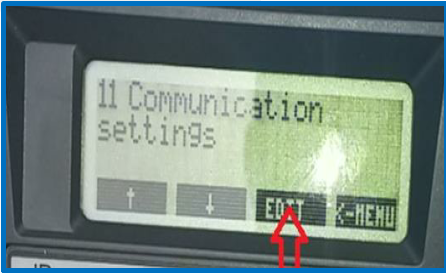 11 Communication
settings
↑ ↓ EDIT <-MENU